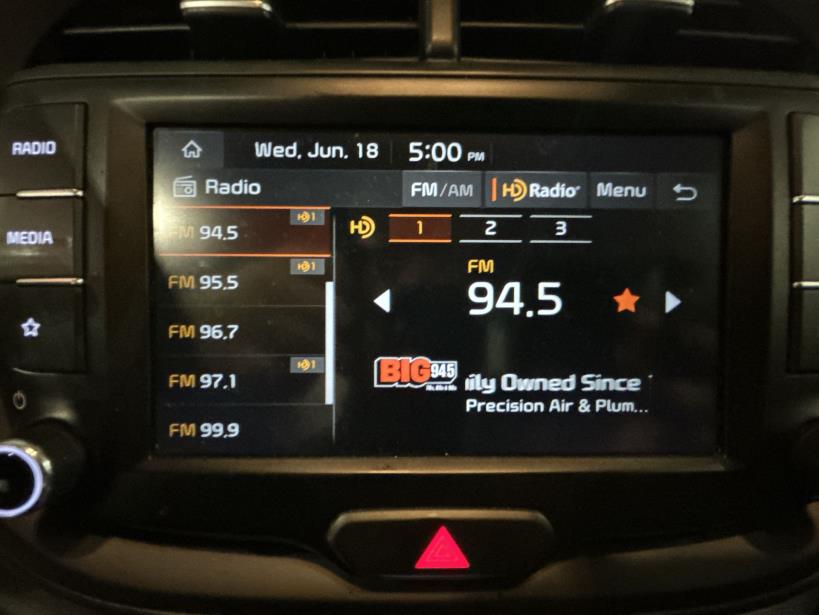 RADIO
MEDIA
Wed, Jun. 18 5:00 PM
Radio FM/AM HD Radio Menu
FM 94.5 HD1
FM 95.5 HD1
FM 96.7
FM 97.1 HD1
FM 99.9
HD 1 2 3
FM
94.5
BIG 945
ily Owned Since
Precision Air & Plum...